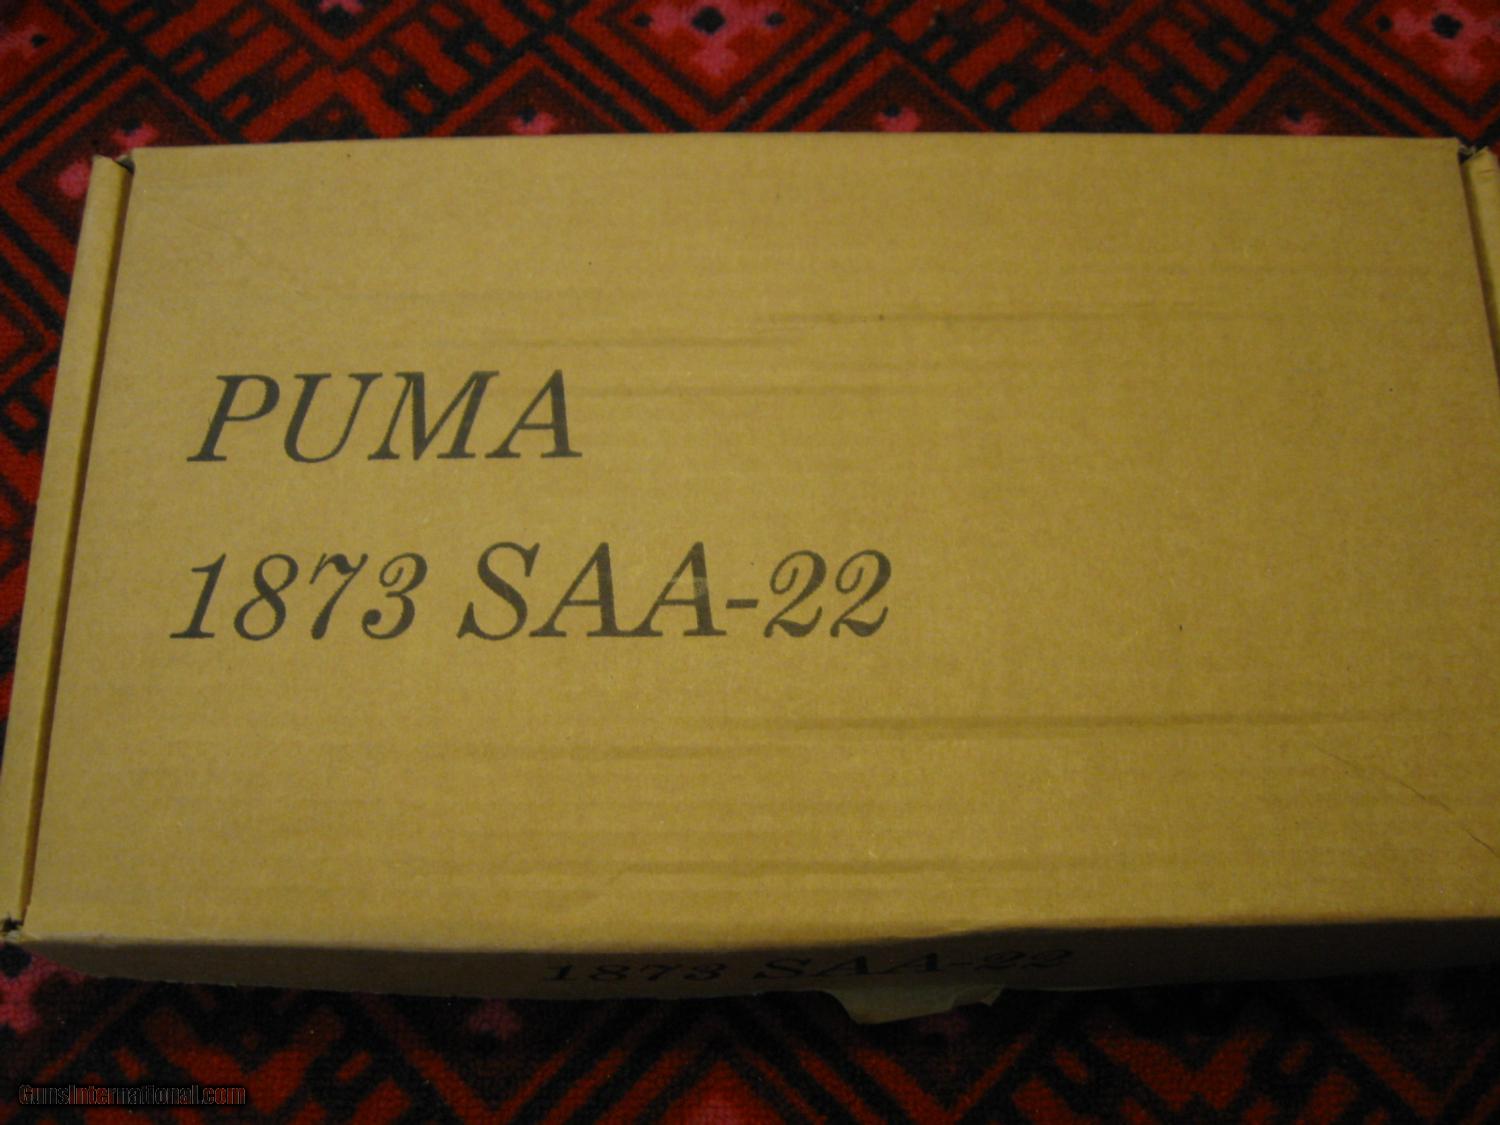 PUMA
1873 SAA-22
1873 SAA-22
GunsInternational.com